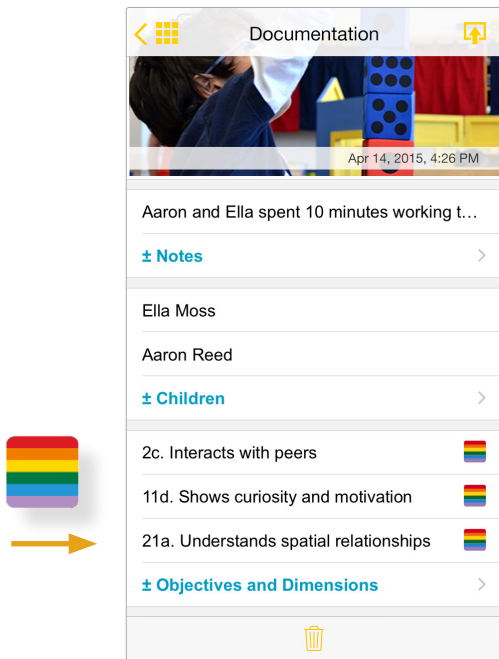 Documentation
Apr 14, 2015, 4:26 PM
Aaron and Ella spent 10 minutes working t…
± Notes
Ella Moss
Aaron Reed
± Children
2c. Interacts with peers
11d. Shows curiosity and motivation
21a. Understands spatial relationships
± Objectives and Dimensions